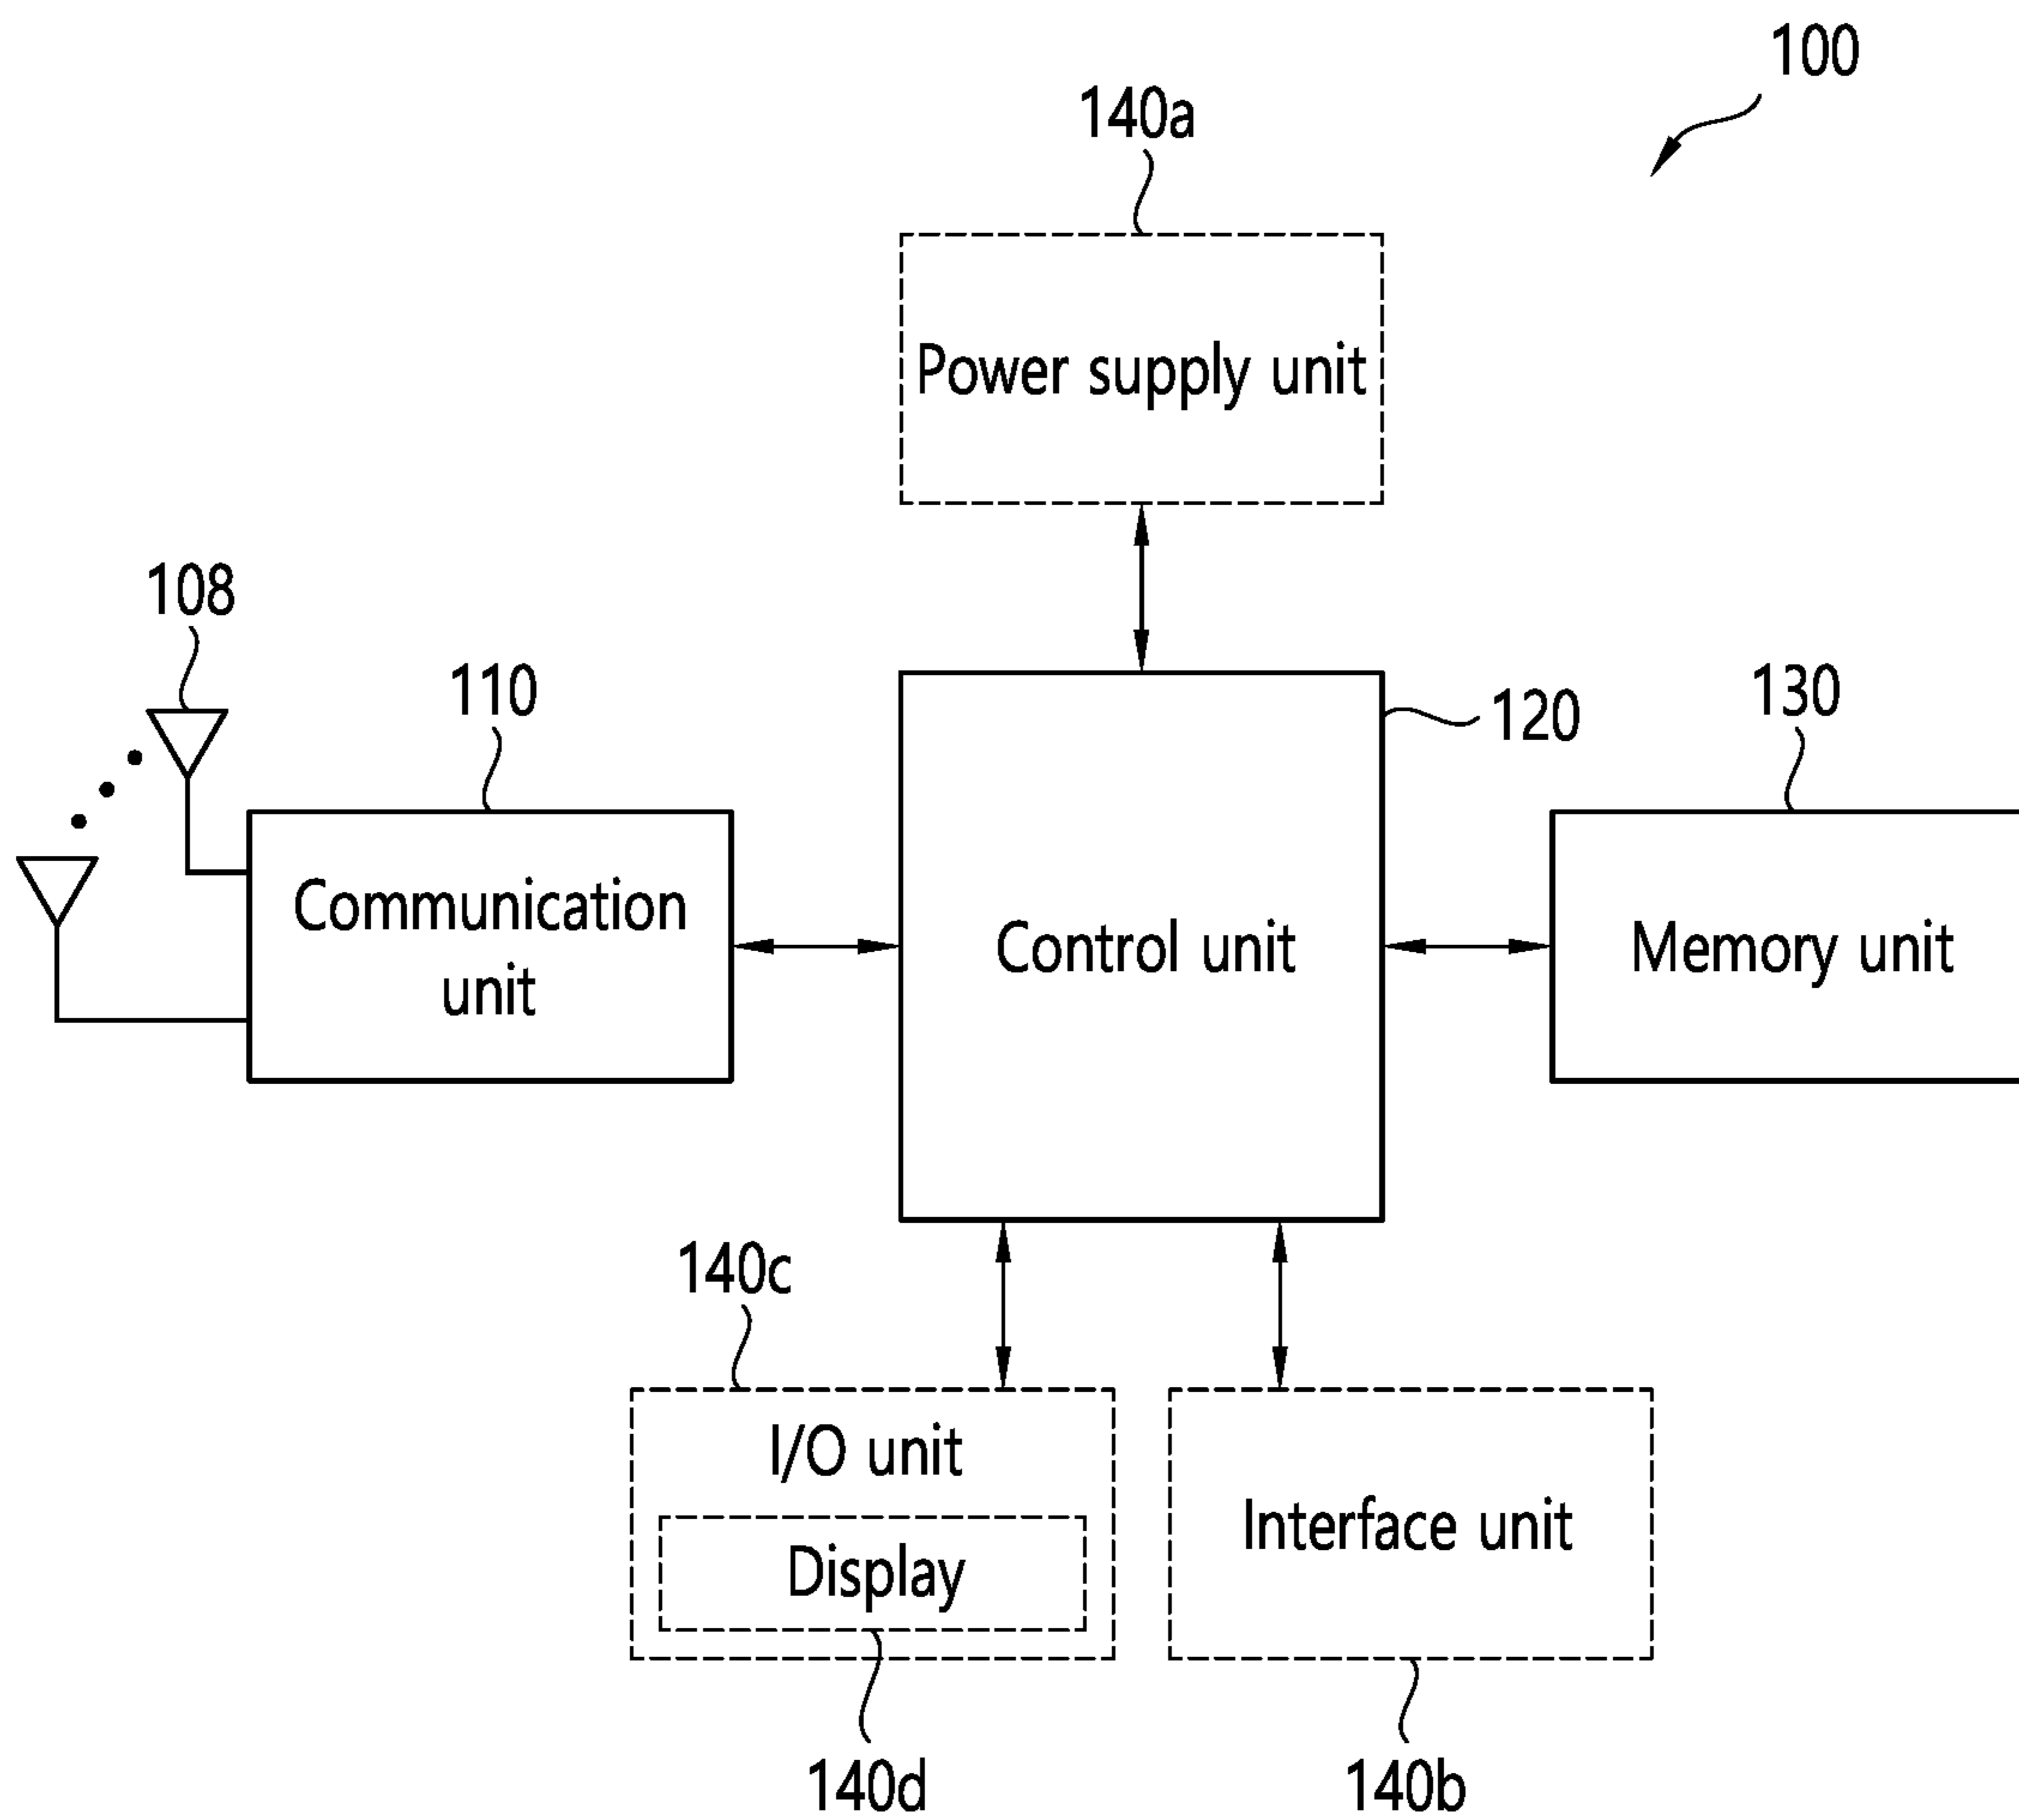 100
140a
Power supply unit
108
110
120
130
Communication
unit
Control unit
Memory unit
140c
I/O unit
Display
Interface unit
140d
140b